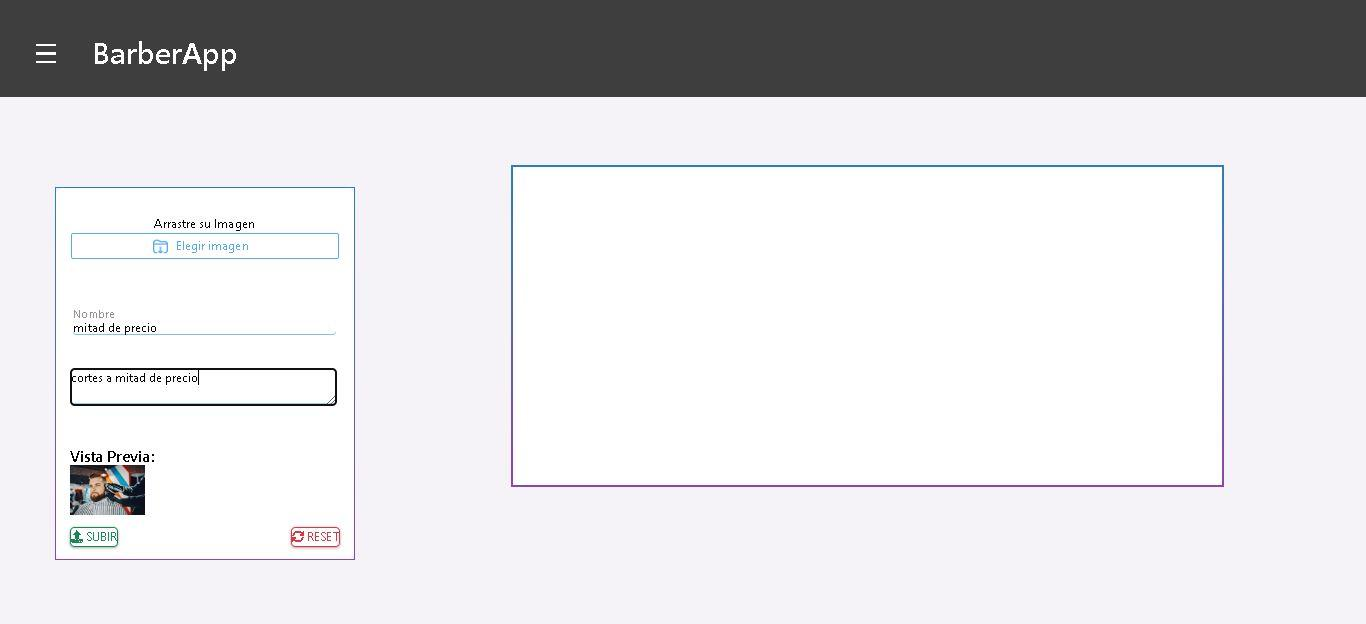 BarberApp
Arrastre su Imagen
Elegir imagen
Nombre
mitad de precio
cortes a mitad de precio
Vista Previa:
SUBIR
RESET